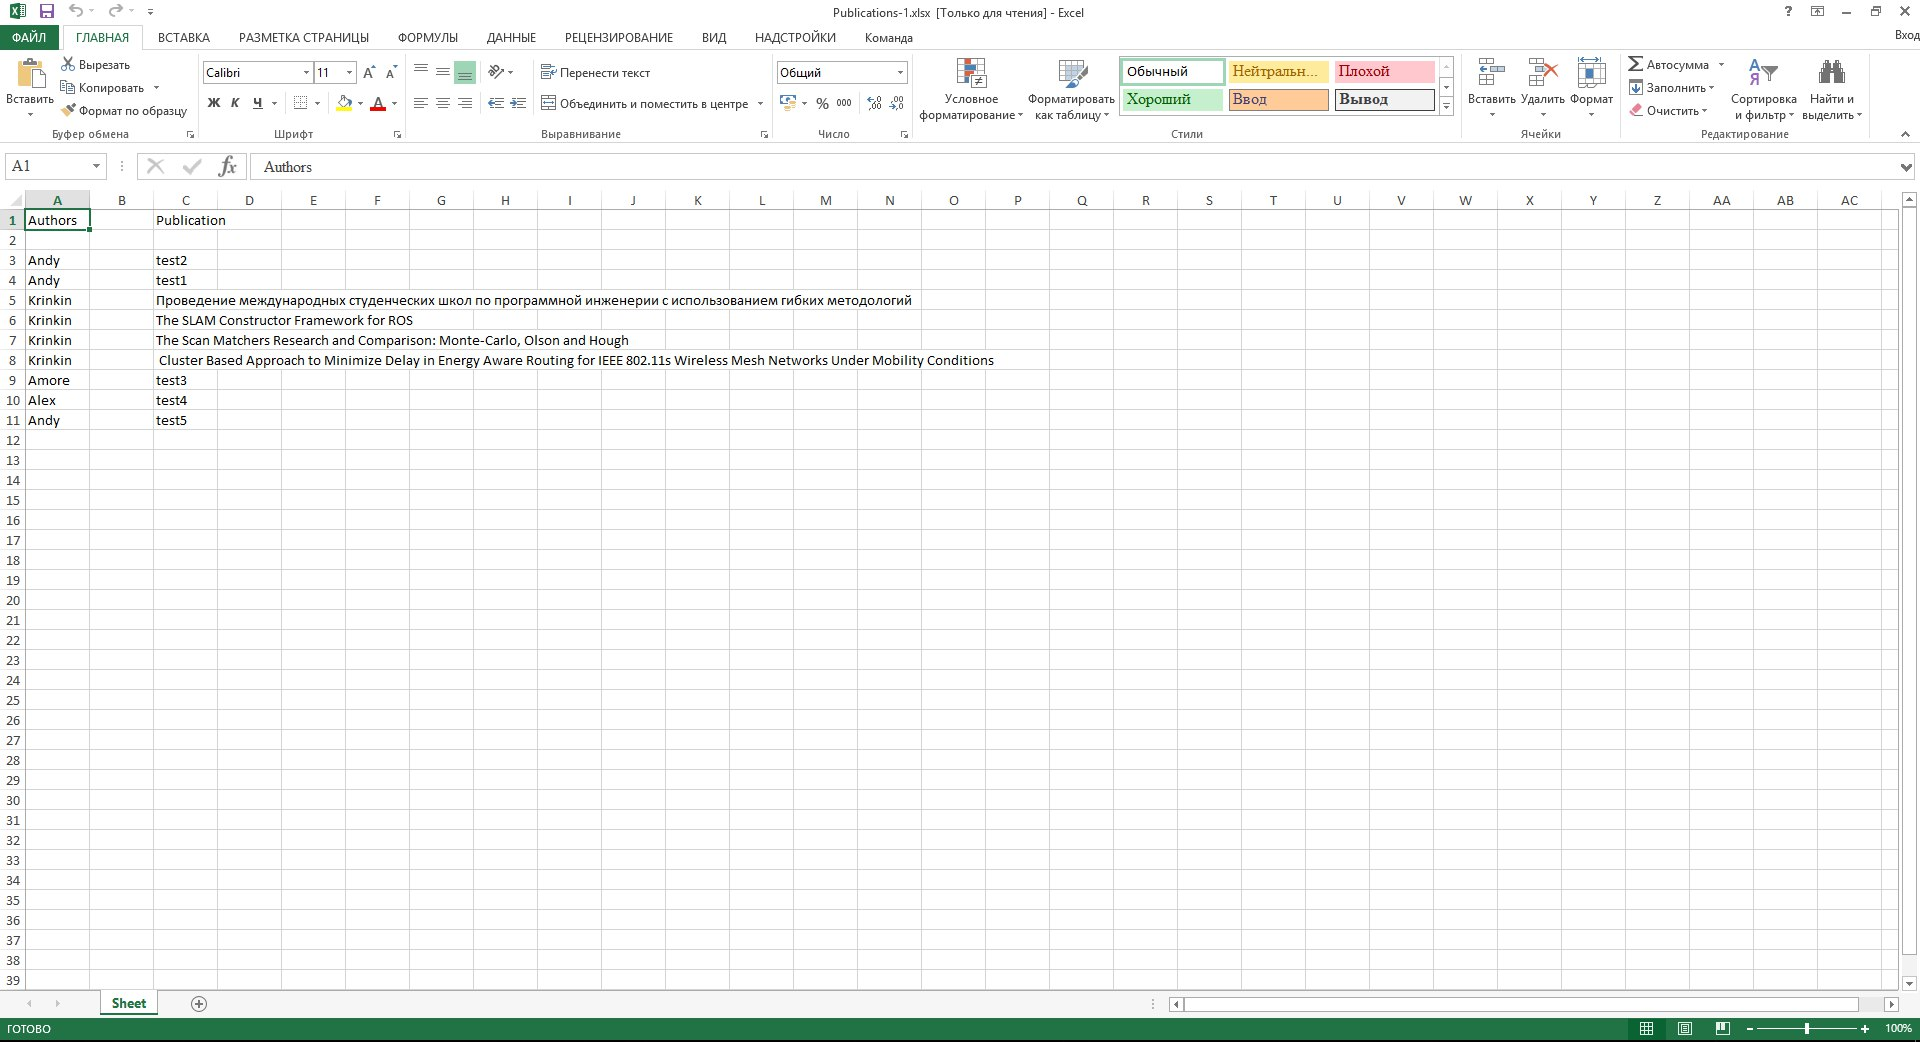 Publications-1.xlsx [Только для чтения] - Excel
ФАЙЛ ГЛАВНАЯ ВСТАВКА РАЗМЕТКА СТРАНИЦЫ ФОРМУЛЫ ДАННЫЕ РЕЦЕНЗИРОВАНИЕ ВИД НАДСТРОЙКИ Команда Вход
Вставить
Вырезать
Копировать
Формат по образцу
Буфер обмена
Calibri 11
Ж К Ч
Шрифт
Перенести текст
Объединить и поместить в центре
Выравнивание
Общий
% 000
Число
Условное форматирование
Форматировать как таблицу
Обычный Нейтральн... Плохой
Хороший Ввод Вывод
Стили
Вставить Удалить Формат
Ячейки
Автосумма
Заполнить
Очистить
Сортировка и фильтр
Найти и выделить
Редактирование
A1 fx Authors
A B C D E F G H I J K L M N O P Q R S T U V W X Y Z AA AB AC
1 Authors Publication
2
3 Andy test2
4 Andy test1
5 Krinkin Проведение международных студенческих школ по программной инженерии с использованием гибких методологий
6 Krinkin The SLAM Constructor Framework for ROS
7 Krinkin The Scan Matchers Research and Comparison: Monte-Carlo, Olson and Hough
8 Krinkin Cluster Based Approach to Minimize Delay in Energy Aware Routing for IEEE 802.11s Wireless Mesh Networks Under Mobility Conditions
9 Amore test3
10 Alex test4
11 Andy test5
12
13
14
15
16
17
18
19
20
21
22
23
24
25
26
27
28
29
30
31
32
33
34
35
36
37
38
39
Sheet
ГОТОВО 100%